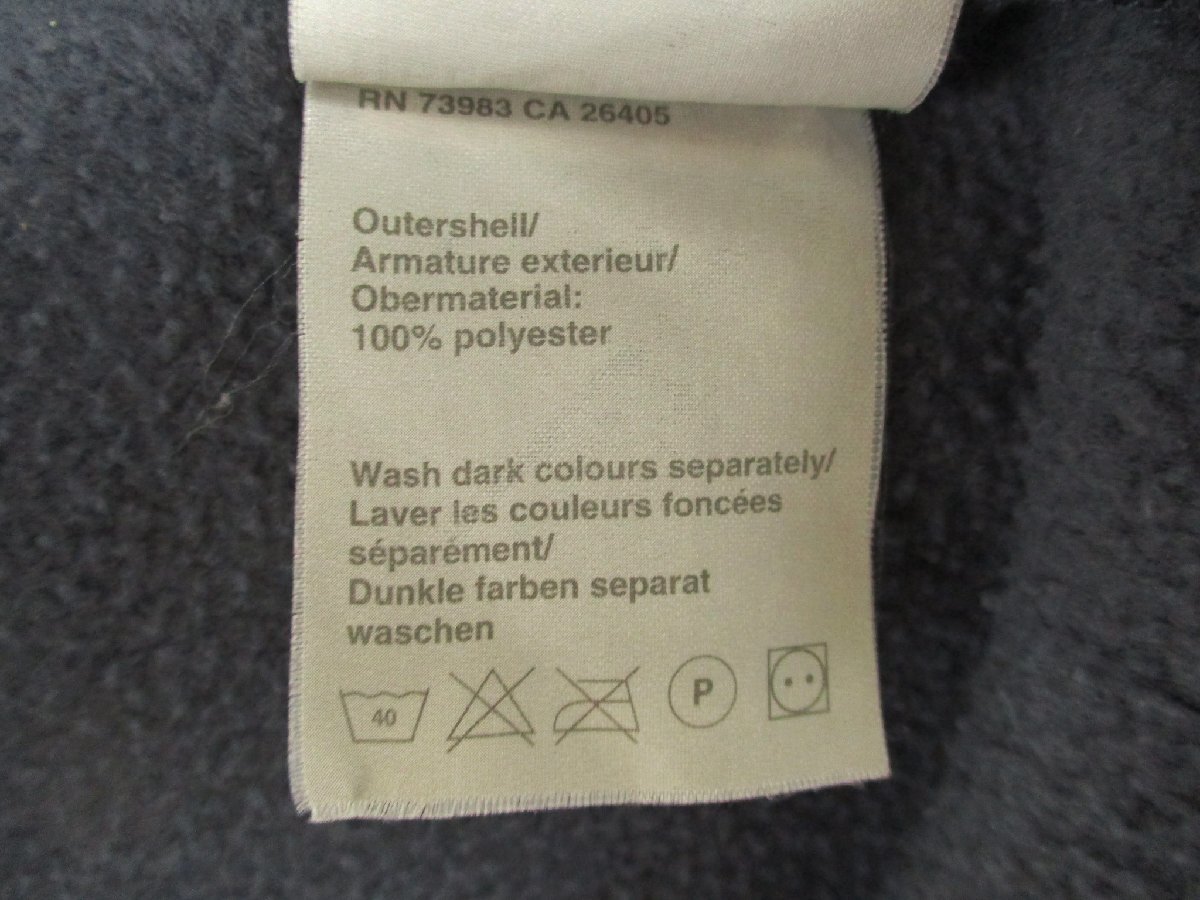 RN 73983 CA 26405
Outershell/
Armature exterieur/
Obermaterial:
100% polyester
Wash dark colours separately/
Laver les couleurs foncées
séparément/
Dunkle farben separat
waschen
40
P